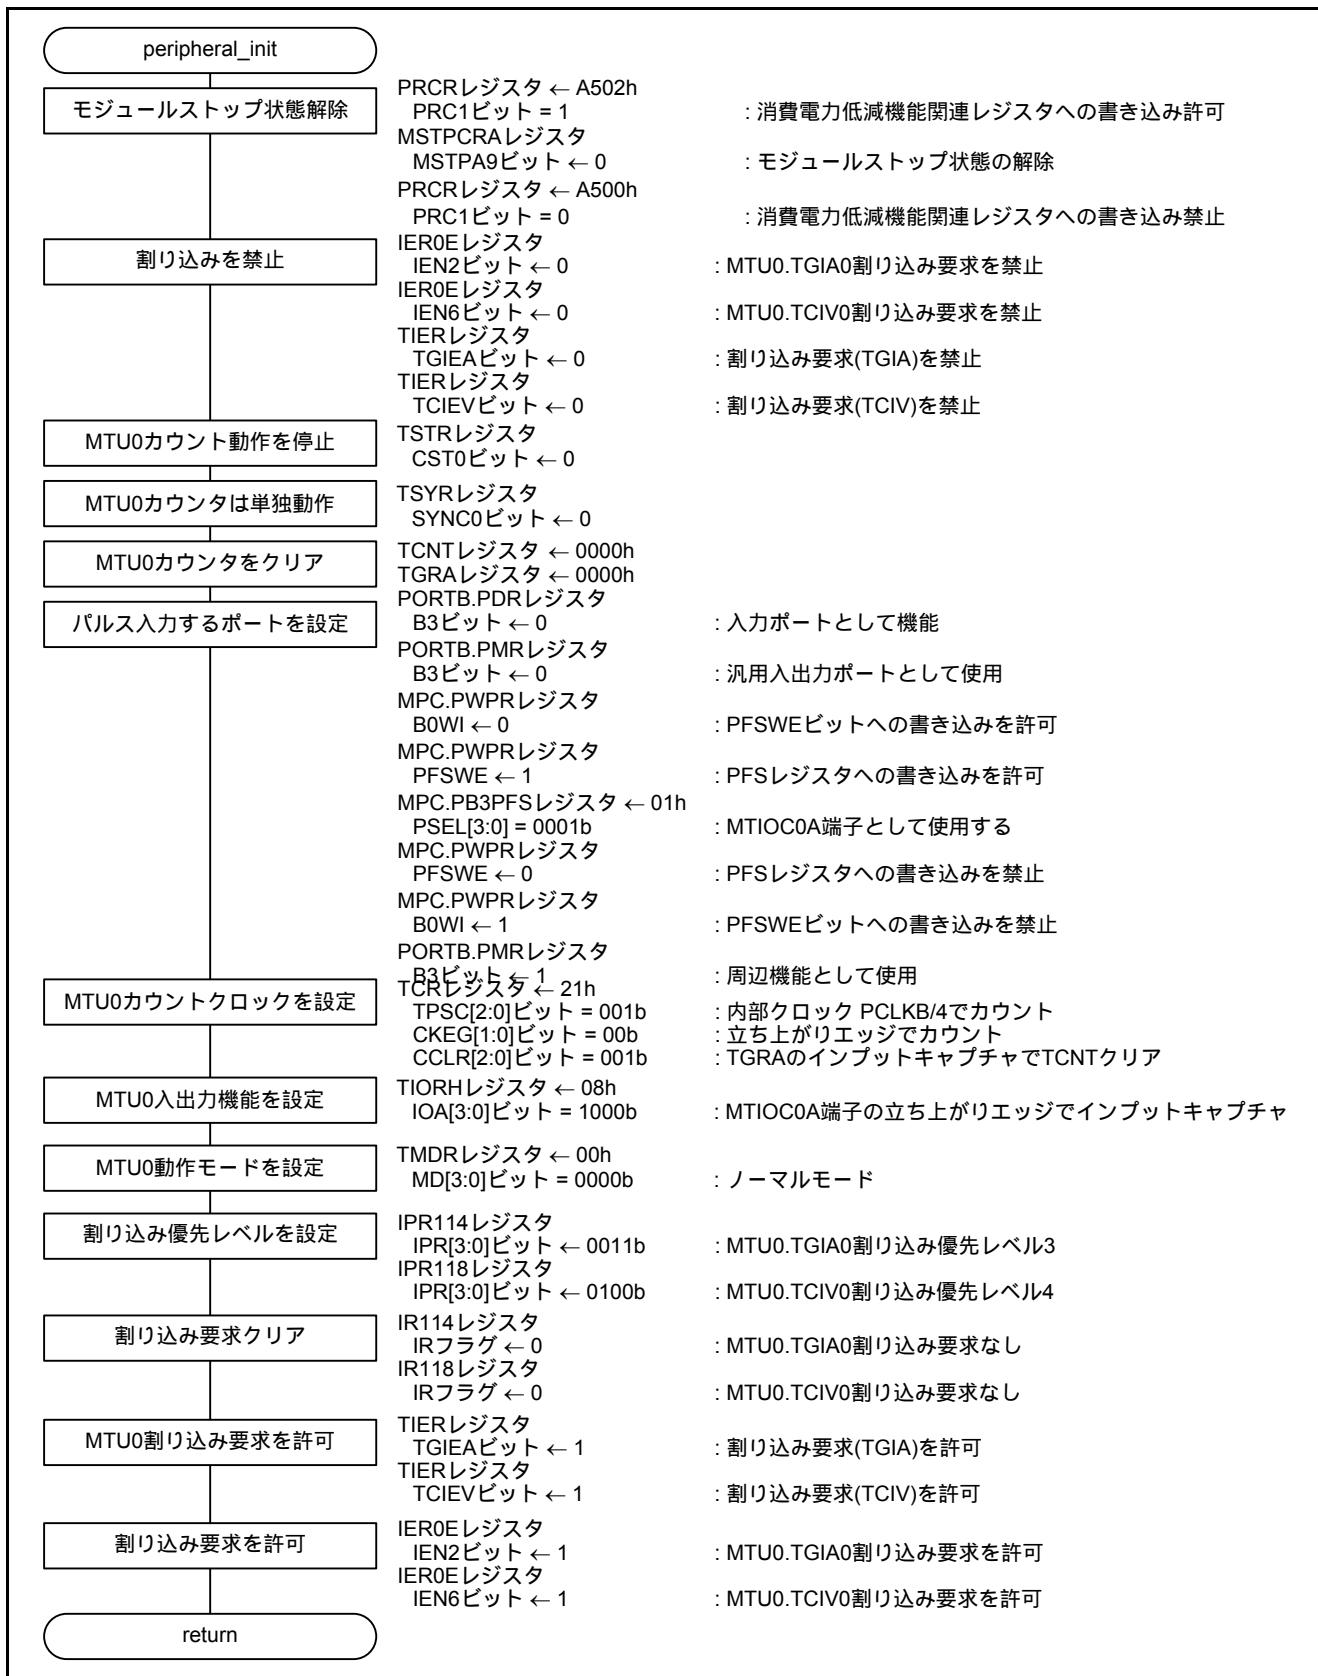 peripheral_init
モジュールストップ状態解除
PRCRレジスタ ← A502h
PRC1ビット = 1 : 消費電力低減機能関連レジスタへの書き込み許可
MSTPCRAレジスタ
MSTPA9ビット ← 0 : モジュールストップ状態の解除
PRCRレジスタ ← A500h
PRC1ビット = 0 : 消費電力低減機能関連レジスタへの書き込み禁止
割り込みを禁止
IER0Eレジスタ
IEN2ビット ← 0 : MTU0.TGIA0割り込み要求を禁止
IER0Eレジスタ
IEN6ビット ← 0 : MTU0.TCIV0割り込み要求を禁止
TIERレジスタ
TGIEAビット ← 0 : 割り込み要求(TGIA)を禁止
TIERレジスタ
TCIEVビット ← 0 : 割り込み要求(TCIV)を禁止
MTU0カウント動作を停止
TSTRレジスタ
CST0ビット ← 0
MTU0カウンタは単独動作
TSYRレジスタ
SYNC0ビット ← 0
MTU0カウンタをクリア
TCNTレジスタ ← 0000h
TGRAレジスタ ← 0000h
パルス入力するポートを設定
PORTB.PDRレジスタ
B3ビット ← 0 : 入力ポートとして機能
PORTB.PMRレジスタ
B3ビット ← 0 : 汎用入出力ポートとして使用
MPC.PWPRレジスタ
B0WI ← 0 : PFSWEビットへの書き込みを許可
MPC.PWPRレジスタ
PFSWE ← 1 : PFSレジスタへの書き込みを許可
MPC.PB3PFSレジスタ ← 01h
PSEL[3:0] = 0001b : MTIOC0A端子として使用する
MPC.PWPRレジスタ
PFSWE ← 0 : PFSレジスタへの書き込みを禁止
MPC.PWPRレジスタ
B0WI ← 1 : PFSWEビットへの書き込みを禁止
PORTB.PMRレジスタ
B3ビット ← 1 : 周辺機能として使用
MTU0カウントクロックを設定
TCRレジスタ ← 21h
TPSC[2:0]ビット = 001b : 内部クロック PCLKB/4でカウント
CKEG[1:0]ビット = 00b : 立ち上がりエッジでカウント
CCLR[2:0]ビット = 001b : TGRAのインプットキャプチャでTCNTクリア
MTU0入出力機能を設定
TIORHレジスタ ← 08h
IOA[3:0]ビット = 1000b : MTIOC0A端子の立ち上がりエッジでインプットキャプチャ
MTU0動作モードを設定
TMDRレジスタ ← 00h
MD[3:0]ビット = 0000b : ノーマルモード
割り込み優先レベルを設定
IPR114レジスタ
IPR[3:0]ビット ← 0011b : MTU0.TGIA0割り込み優先レベル3
IPR118レジスタ
IPR[3:0]ビット ← 0100b : MTU0.TCIV0割り込み優先レベル4
割り込み要求クリア
IR114レジスタ
IRフラグ ← 0 : MTU0.TGIA0割り込み要求なし
IR118レジスタ
IRフラグ ← 0 : MTU0.TCIV0割り込み要求なし
MTU0割り込み要求を許可
TIERレジスタ
TGIEAビット ← 1 : 割り込み要求(TGIA)を許可
TIERレジスタ
TCIEVビット ← 1 : 割り込み要求(TCIV)を許可
割り込み要求を許可
IER0Eレジスタ
IEN2ビット ← 1 : MTU0.TGIA0割り込み要求を許可
IER0Eレジスタ
IEN6ビット ← 1 : MTU0.TCIV0割り込み要求を許可
return